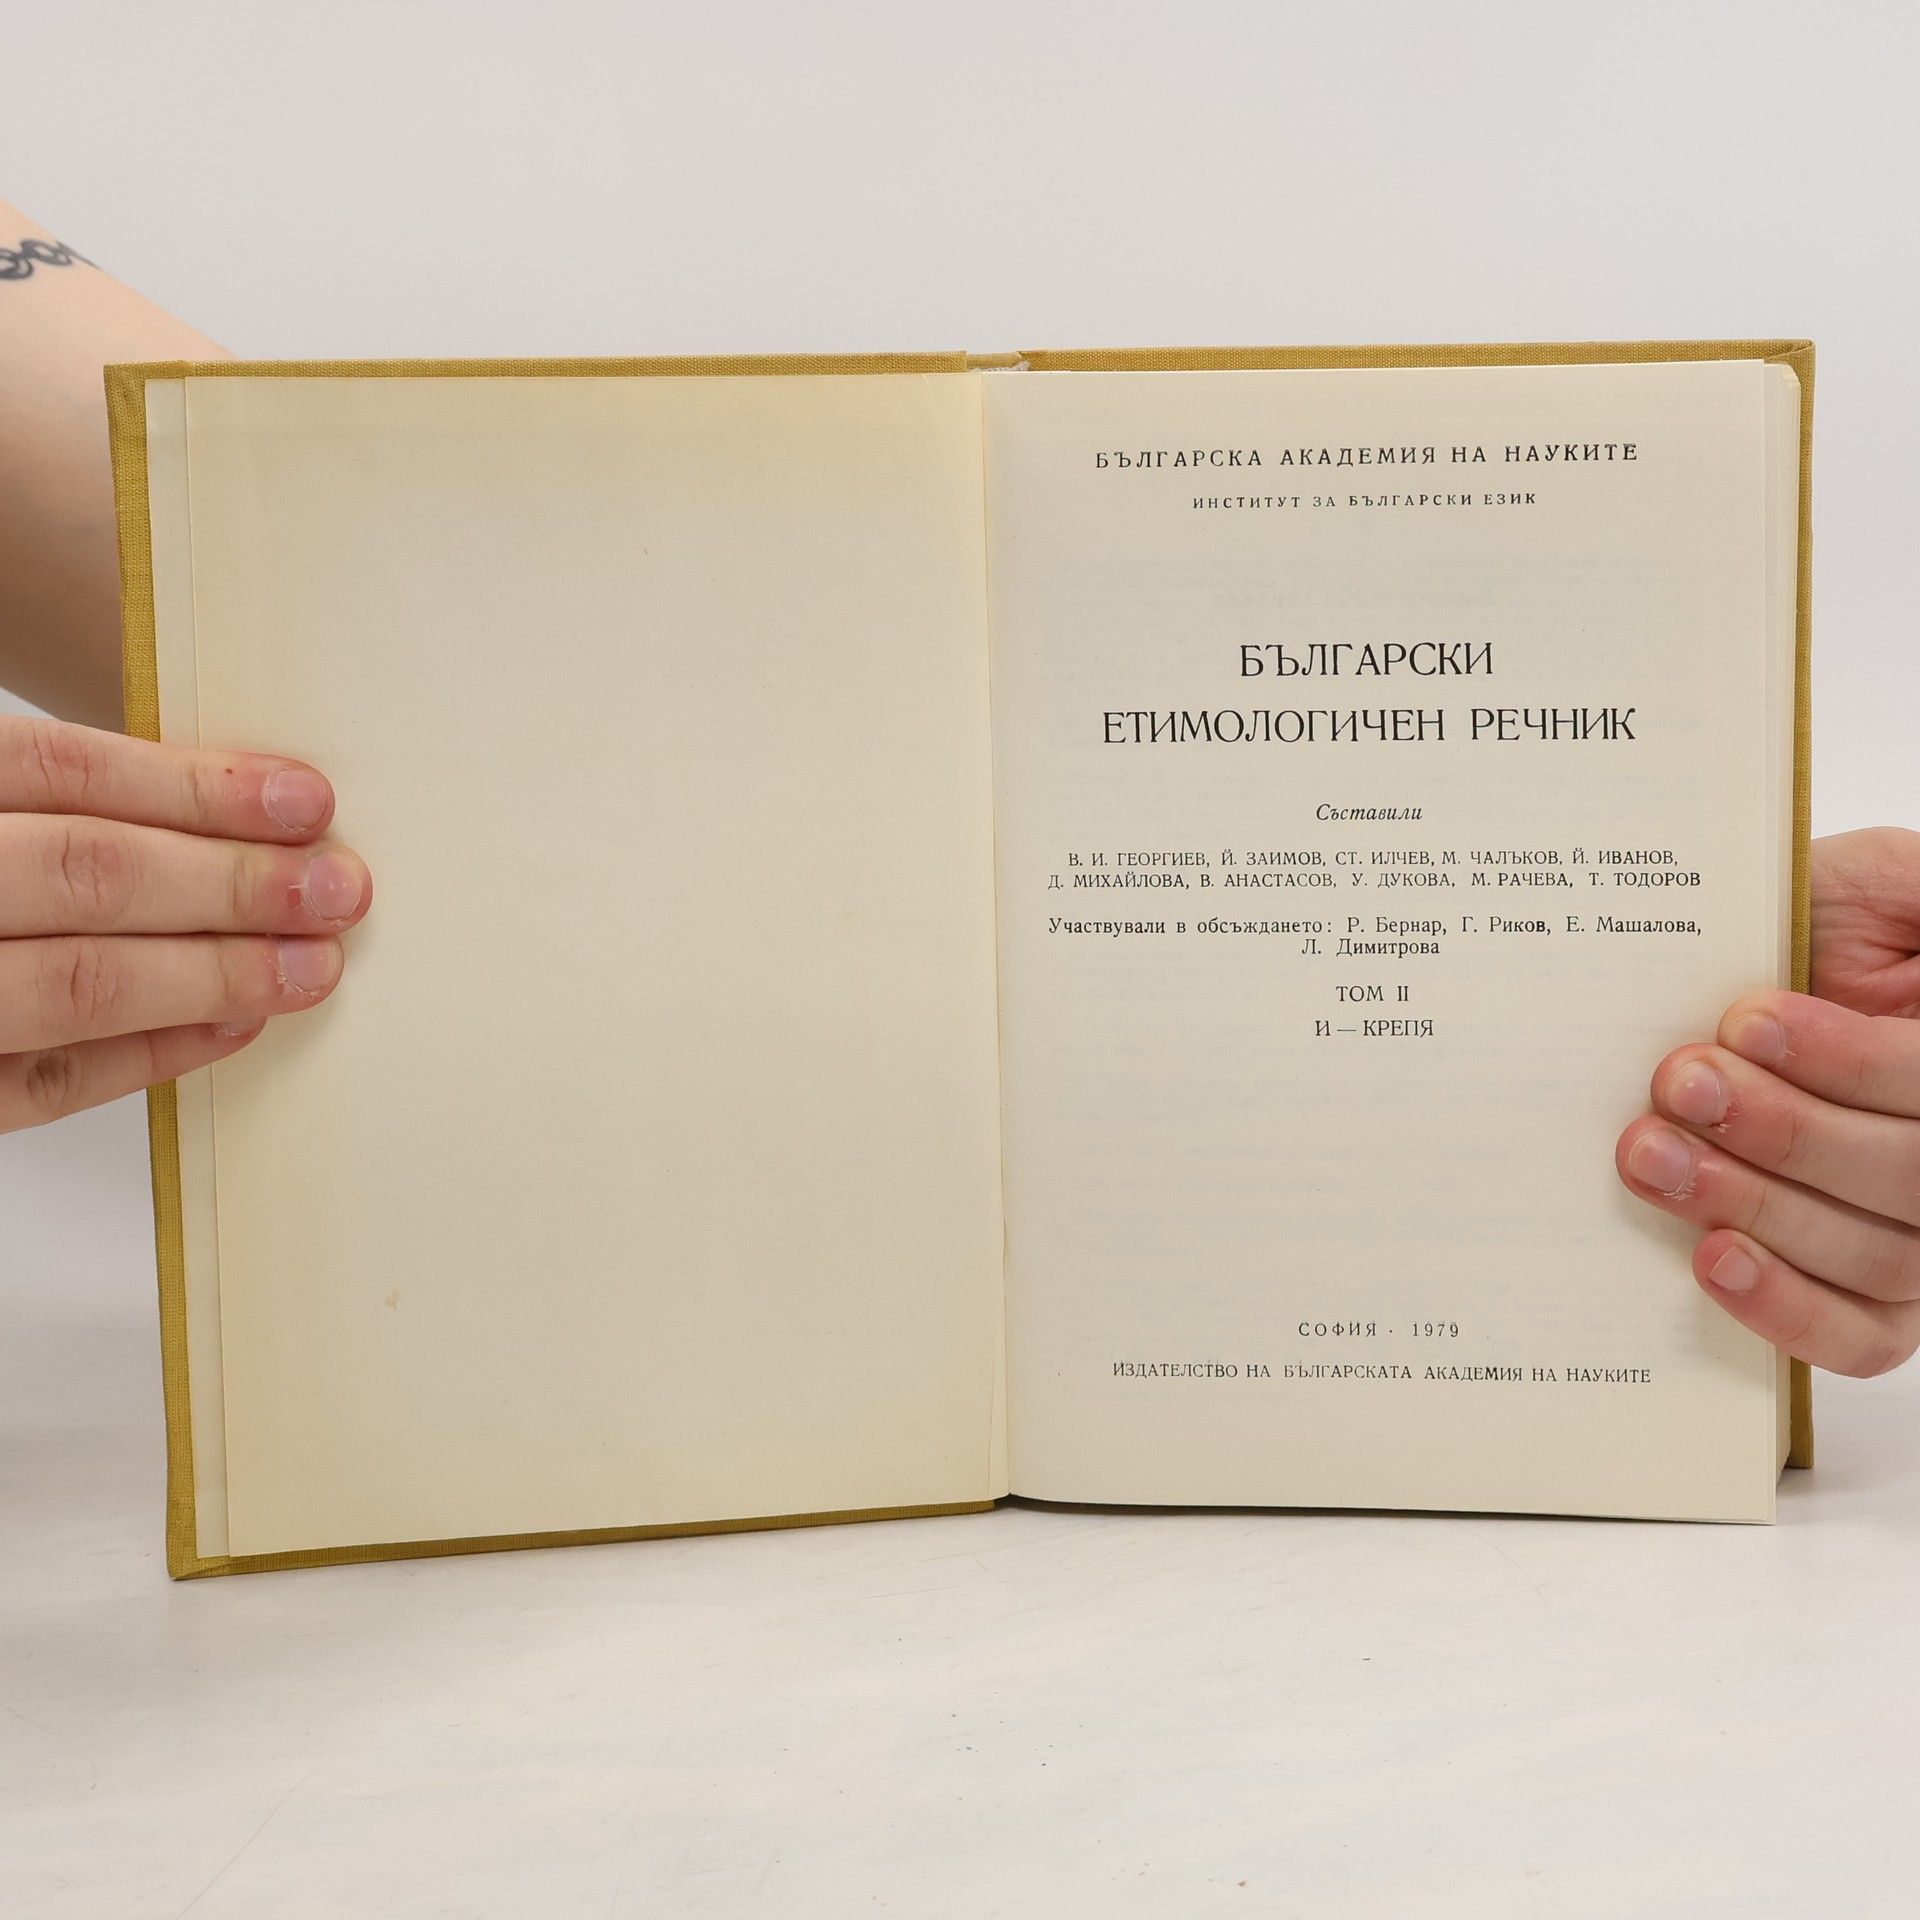 БЪЛГАРСКА АКАДЕМИЯ НА НАУКИТЕ
ИНСТИТУТ ЗА БЪЛГАРСКИ ЕЗИК
БЪЛГАРСКИ
ЕТИМОЛОГИЧЕН РЕЧНИК
Съставили
В. И. ГЕОРГИЕВ, Й. ЗАИМОВ, СТ. ИЛЧЕВ, М. ЧАЛЪКОВ, Й. ИВАНОВ,
Д. МИХАЙЛОВА, В. АНАСТАСОВ, У. ДУКОВА, М. РАЧЕВА, Т. ТОДОРОВ
Участвували в обсъждането: Р. Бернар, Г. Риков, Е. Машалова,
Л. Димитрова
ТОМ II
И — КРЕПЯ
СОФИЯ · 1979
ИЗДАТЕЛСТВО НА БЪЛГАРСКАТА АКАДЕМИЯ НА НАУКИТЕ